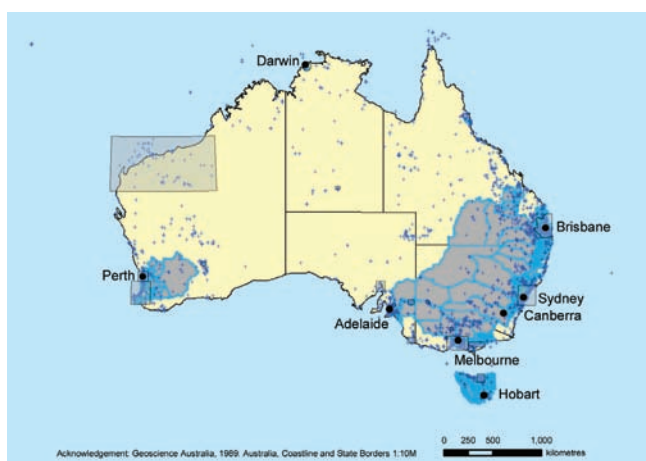 Darwin
Brisbane
Perth
Sydney
Adelaide
Canberra
Melbourne
Hobart
0 250 500 1,000
Acknowledgement: Geoscience Australia, 1989: Australia, Coastline and State Borders 1:10M
kilometres